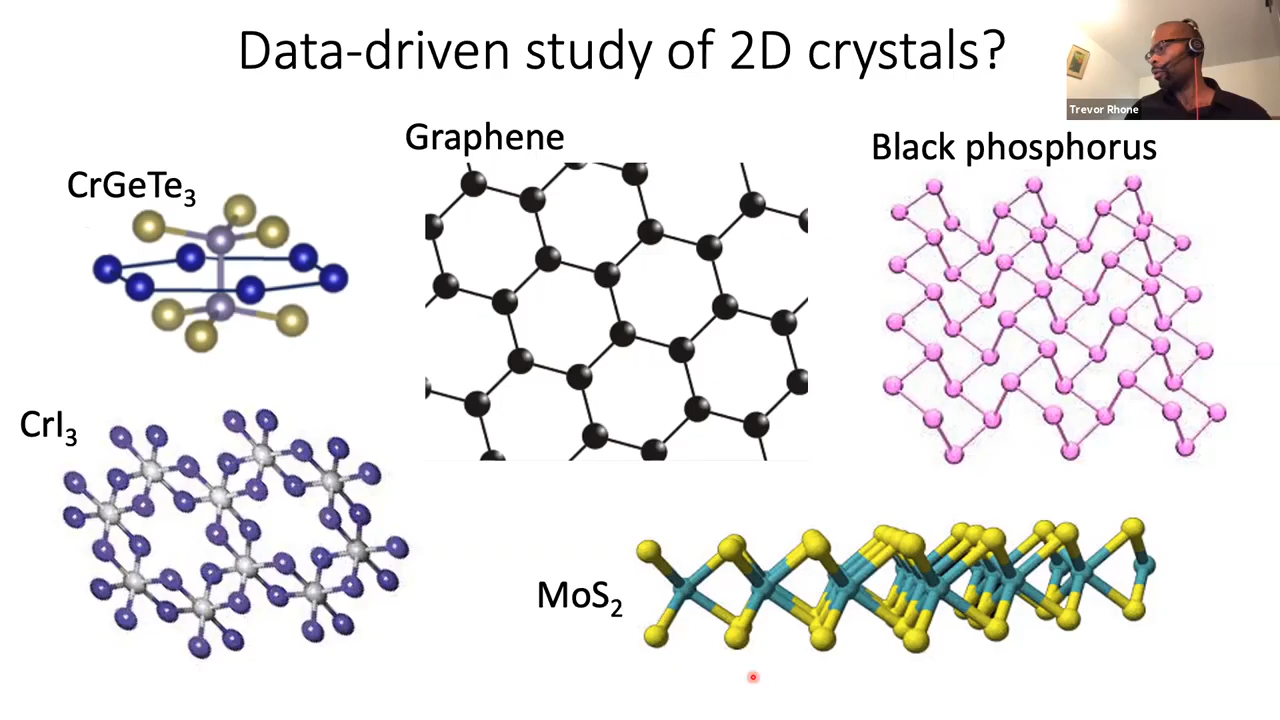 Data-driven study of 2D crystals?
Trevor Rhone
Graphene
Black phosphorus
CrGeTe3
CrI3
MoS2